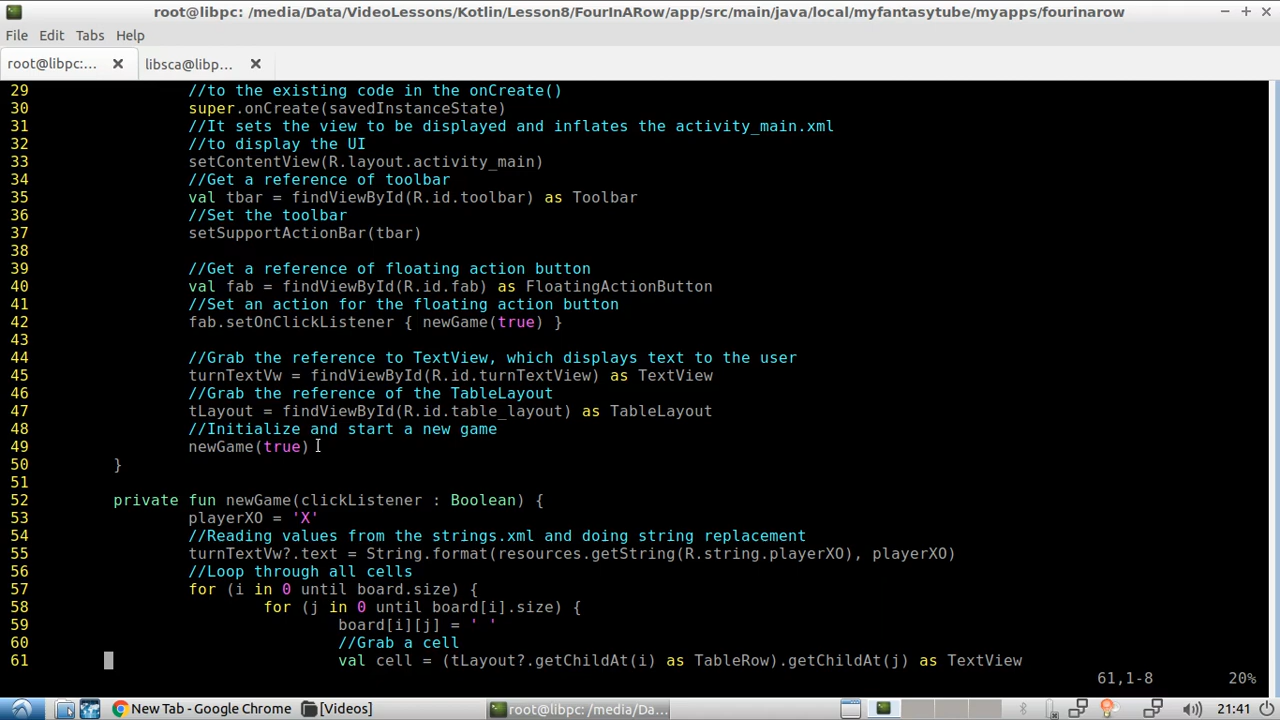 root@libpc: /media/Data/VideoLessons/Kotlin/Lesson8/FourInARow/app/src/main/java/local/myfantasytube/myapps/fourinarow
File Edit Tabs Help
root@libpc:... libsca@libp...
29 //to the existing code in the onCreate()
30 super.onCreate(savedInstanceState)
31 //It sets the view to be displayed and inflates the activity_main.xml
32 //to display the UI
33 setContentView(R.layout.activity_main)
34 //Get a reference of toolbar
35 val tbar = findViewById(R.id.toolbar) as Toolbar
36 //Set the toolbar
37 setSupportActionBar(tbar)
38
39 //Get a reference of floating action button
40 val fab = findViewById(R.id.fab) as FloatingActionButton
41 //Set an action for the floating action button
42 fab.setOnClickListener { newGame(true) }
43
44 //Grab the reference to TextView, which displays text to the user
45 turnTextVw = findViewById(R.id.turnTextView) as TextView
46 //Grab the reference of the TableLayout
47 tLayout = findViewById(R.id.table_layout) as TableLayout
48 //Initialize and start a new game
49 newGame(true)
50 }
51
52 private fun newGame(clickListener : Boolean) {
53 playerXO = 'X'
54 //Reading values from the strings.xml and doing string replacement
55 turnTextVw?.text = String.format(resources.getString(R.string.playerXO), playerXO)
56 //Loop through all cells
57 for (i in 0 until board.size) {
58 for (j in 0 until board[i].size) {
59 board[i][j] = ' '
60 //Grab a cell
61 val cell = (tLayout?.getChildAt(i) as TableRow).getChildAt(j) as TextView
61,1-8 20%
New Tab - Google Chrome [Videos] root@libpc: /media/Da... 21:41